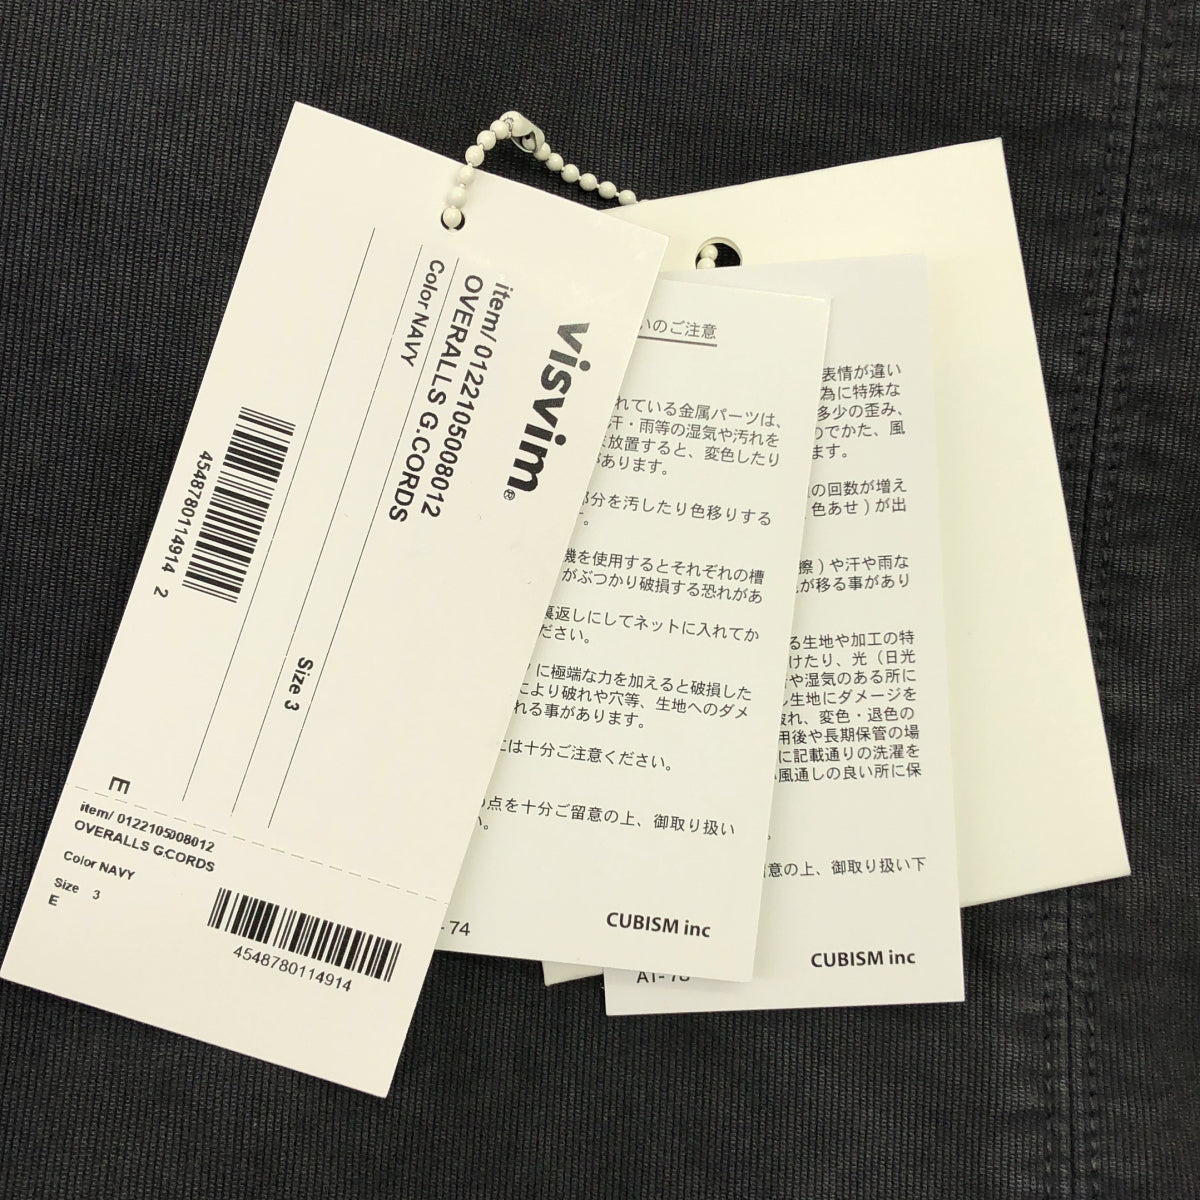 visvim®
item/ 0122105008012
OVERALLS G.CORDS
Color NAVY
Size 3
4548780114914 2
E
item/ 0122105008012
OVERALLS G.CORDS
Color NAVY
Size 3
E
4548780114914
いのご注意
れている金属パーツは、
汗・雨等の湿気や汚れを
放置すると、変色したり
があります。
部分を汚したり色移りする
機を使用するとそれぞれの槽
がぶつかり破損する恐れがあ
裏返しにしてネットに入れてか
ださい。
に極端な力を加えると破損した
により破れや穴等、生地へのダメ
れる事があります。
には十分ご注意ください。
の点を十分ご留意の上、御取り扱い
い。
- 74
CUBISM inc
表情が違い
為に特殊な
多少の歪み、
のでかた、風
ます。
の回数が増え
色あせ ) が出
擦 ) や汗や雨な
が移る事があり
る生地や加工の特
けたり、光（日光
や湿気のある所に
生地にダメージを
破れ、変色・退色の
用後や長期保管の場
に記載通りの洗濯を
風通しの良い所に保
。
留意の上、御取り扱い下
CUBISM inc